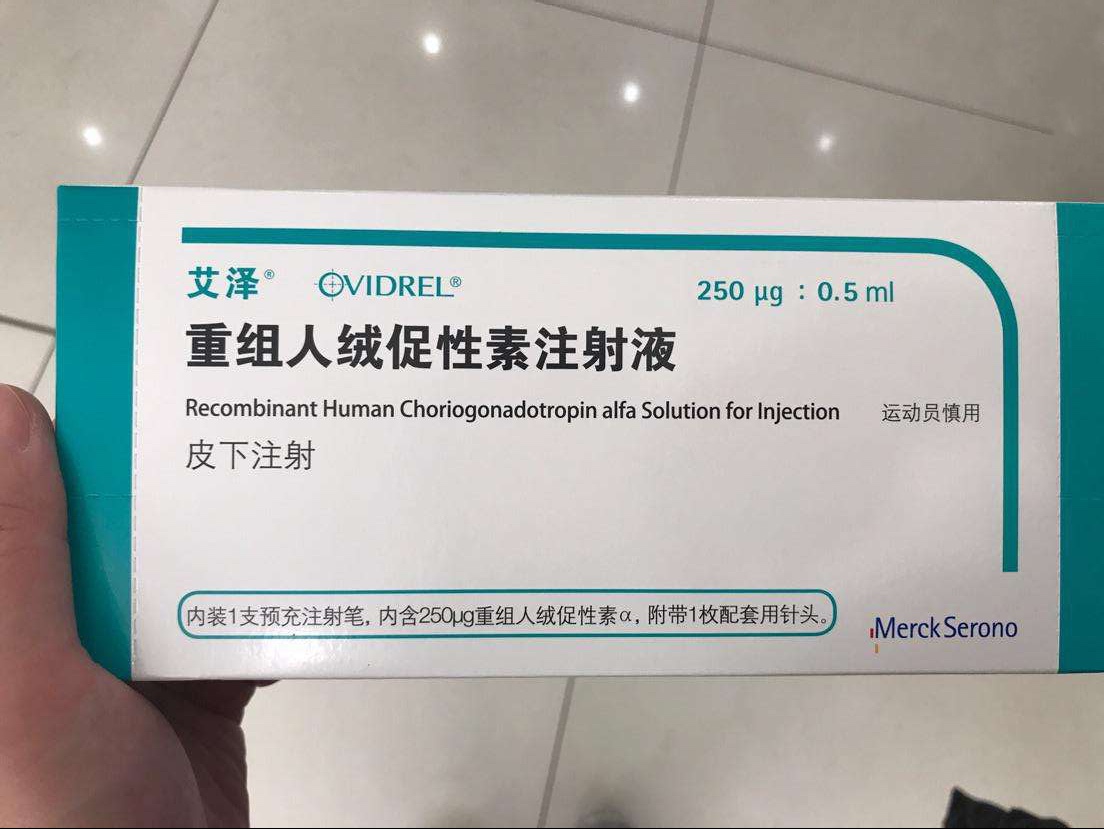 艾泽® OVIDREL® 250 μg : 0.5 ml
重组人绒促性素注射液
Recombinant Human Choriogonadotropin alfa Solution for Injection 运动员慎用
皮下注射
内装1支预充注射笔, 内含250μg重组人绒促性素α, 附带1枚配套用针头。
Merck Serono